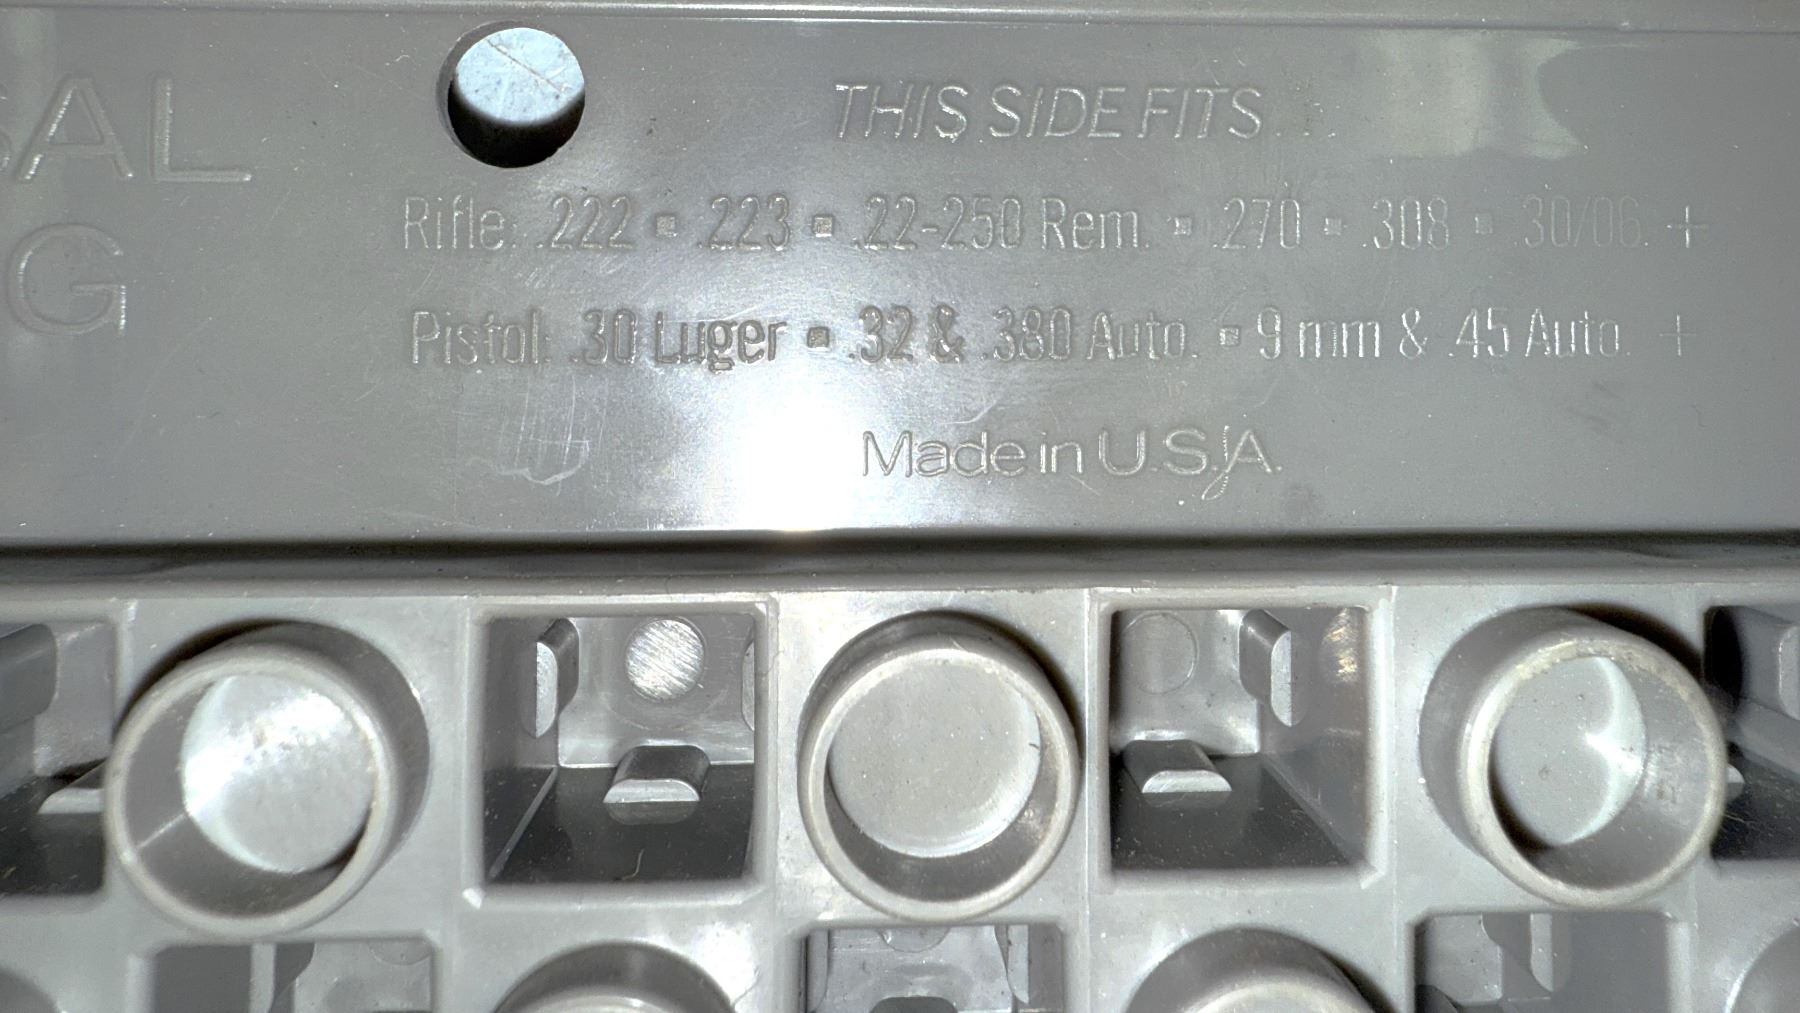 THIS SIDE FITS...
Rifle: .222 ▪ .223 ▪ .22-250 Rem. ▪ .270 ▪ .308 ▪ 30/06. +
Pistol: .30 Luger ▪ .32 & .380 Auto. ▪ 9 mm & .45 Auto. +
Made in U.S.A.